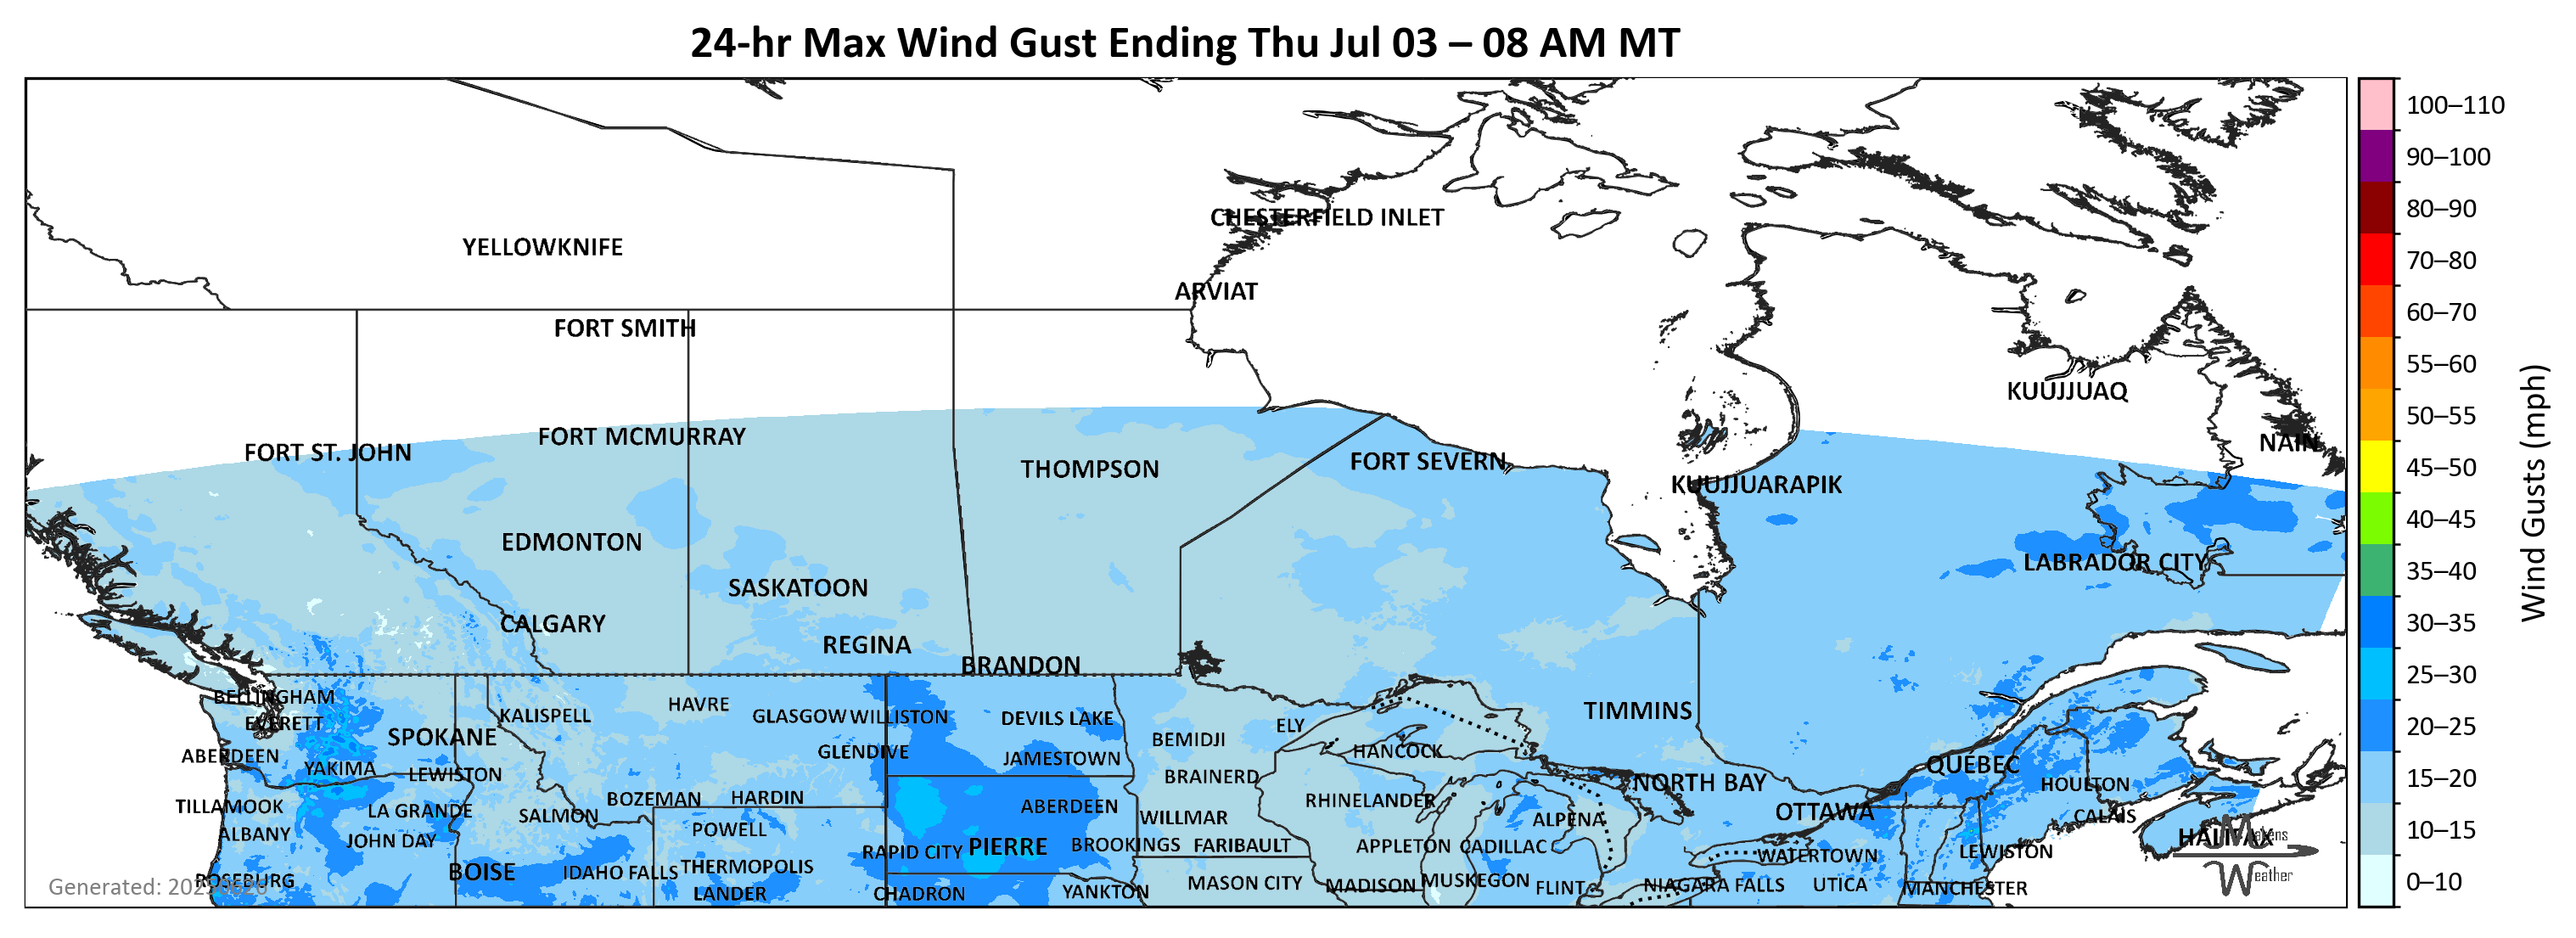 24-hr Max Wind Gust Ending Thu Jul 03 – 08 AM MT
100–110
90–100
80–90
70–80
60–70
55–60
50–55
45–50
40–45
35–40
30–35
25–30
20–25
15–20
10–15
0–10
Wind Gusts (mph)
CHESTERFIELD INLET
YELLOWKNIFE
ARVIAT
FORT SMITH
KUUJJUAQ
FORT MCMURRAY
NAIN
FORT ST. JOHN
FORT SEVERN
THOMPSON
KUUJJUARAPIK
EDMONTON
LABRADOR CITY
SASKATOON
CALGARY
REGINA
BRANDON
BELLINGHAM
HAVRE
TIMMINS
KALISPELL
GLASGOW
WILLISTON
DEVILS LAKE
EVERETT
ELY
SPOKANE
BEMIDJI
HANCOCK
ABERDEEN
GLENDIVE
JAMESTOWN
QUEBEC
YAKIMA
LEWISTON
BRAINERD
NORTH BAY
HOULTON
TILLAMOOK
LA GRANDE
SALMON
BOZEMAN
HARDIN
ABERDEEN
RHINELANDER
OTTAWA
WILLMAR
ALPENA
CALAIS
ALBANY
JOHN DAY
POWELL
HALIFAX
Makens
RAPID CITY
PIERRE
BROOKINGS
FARIBAULT
APPLETON
CADILLAC
WATERTOWN
LEWISTON
BOISE
IDAHO FALLS
THERMOPOLIS
Weather
ROSEBURG
LANDER
CHADRON
YANKTON
MASON CITY
MADISON
MUSKEGON
FLINT
NIAGARA FALLS
UTICA
MANCHESTER
Generated: